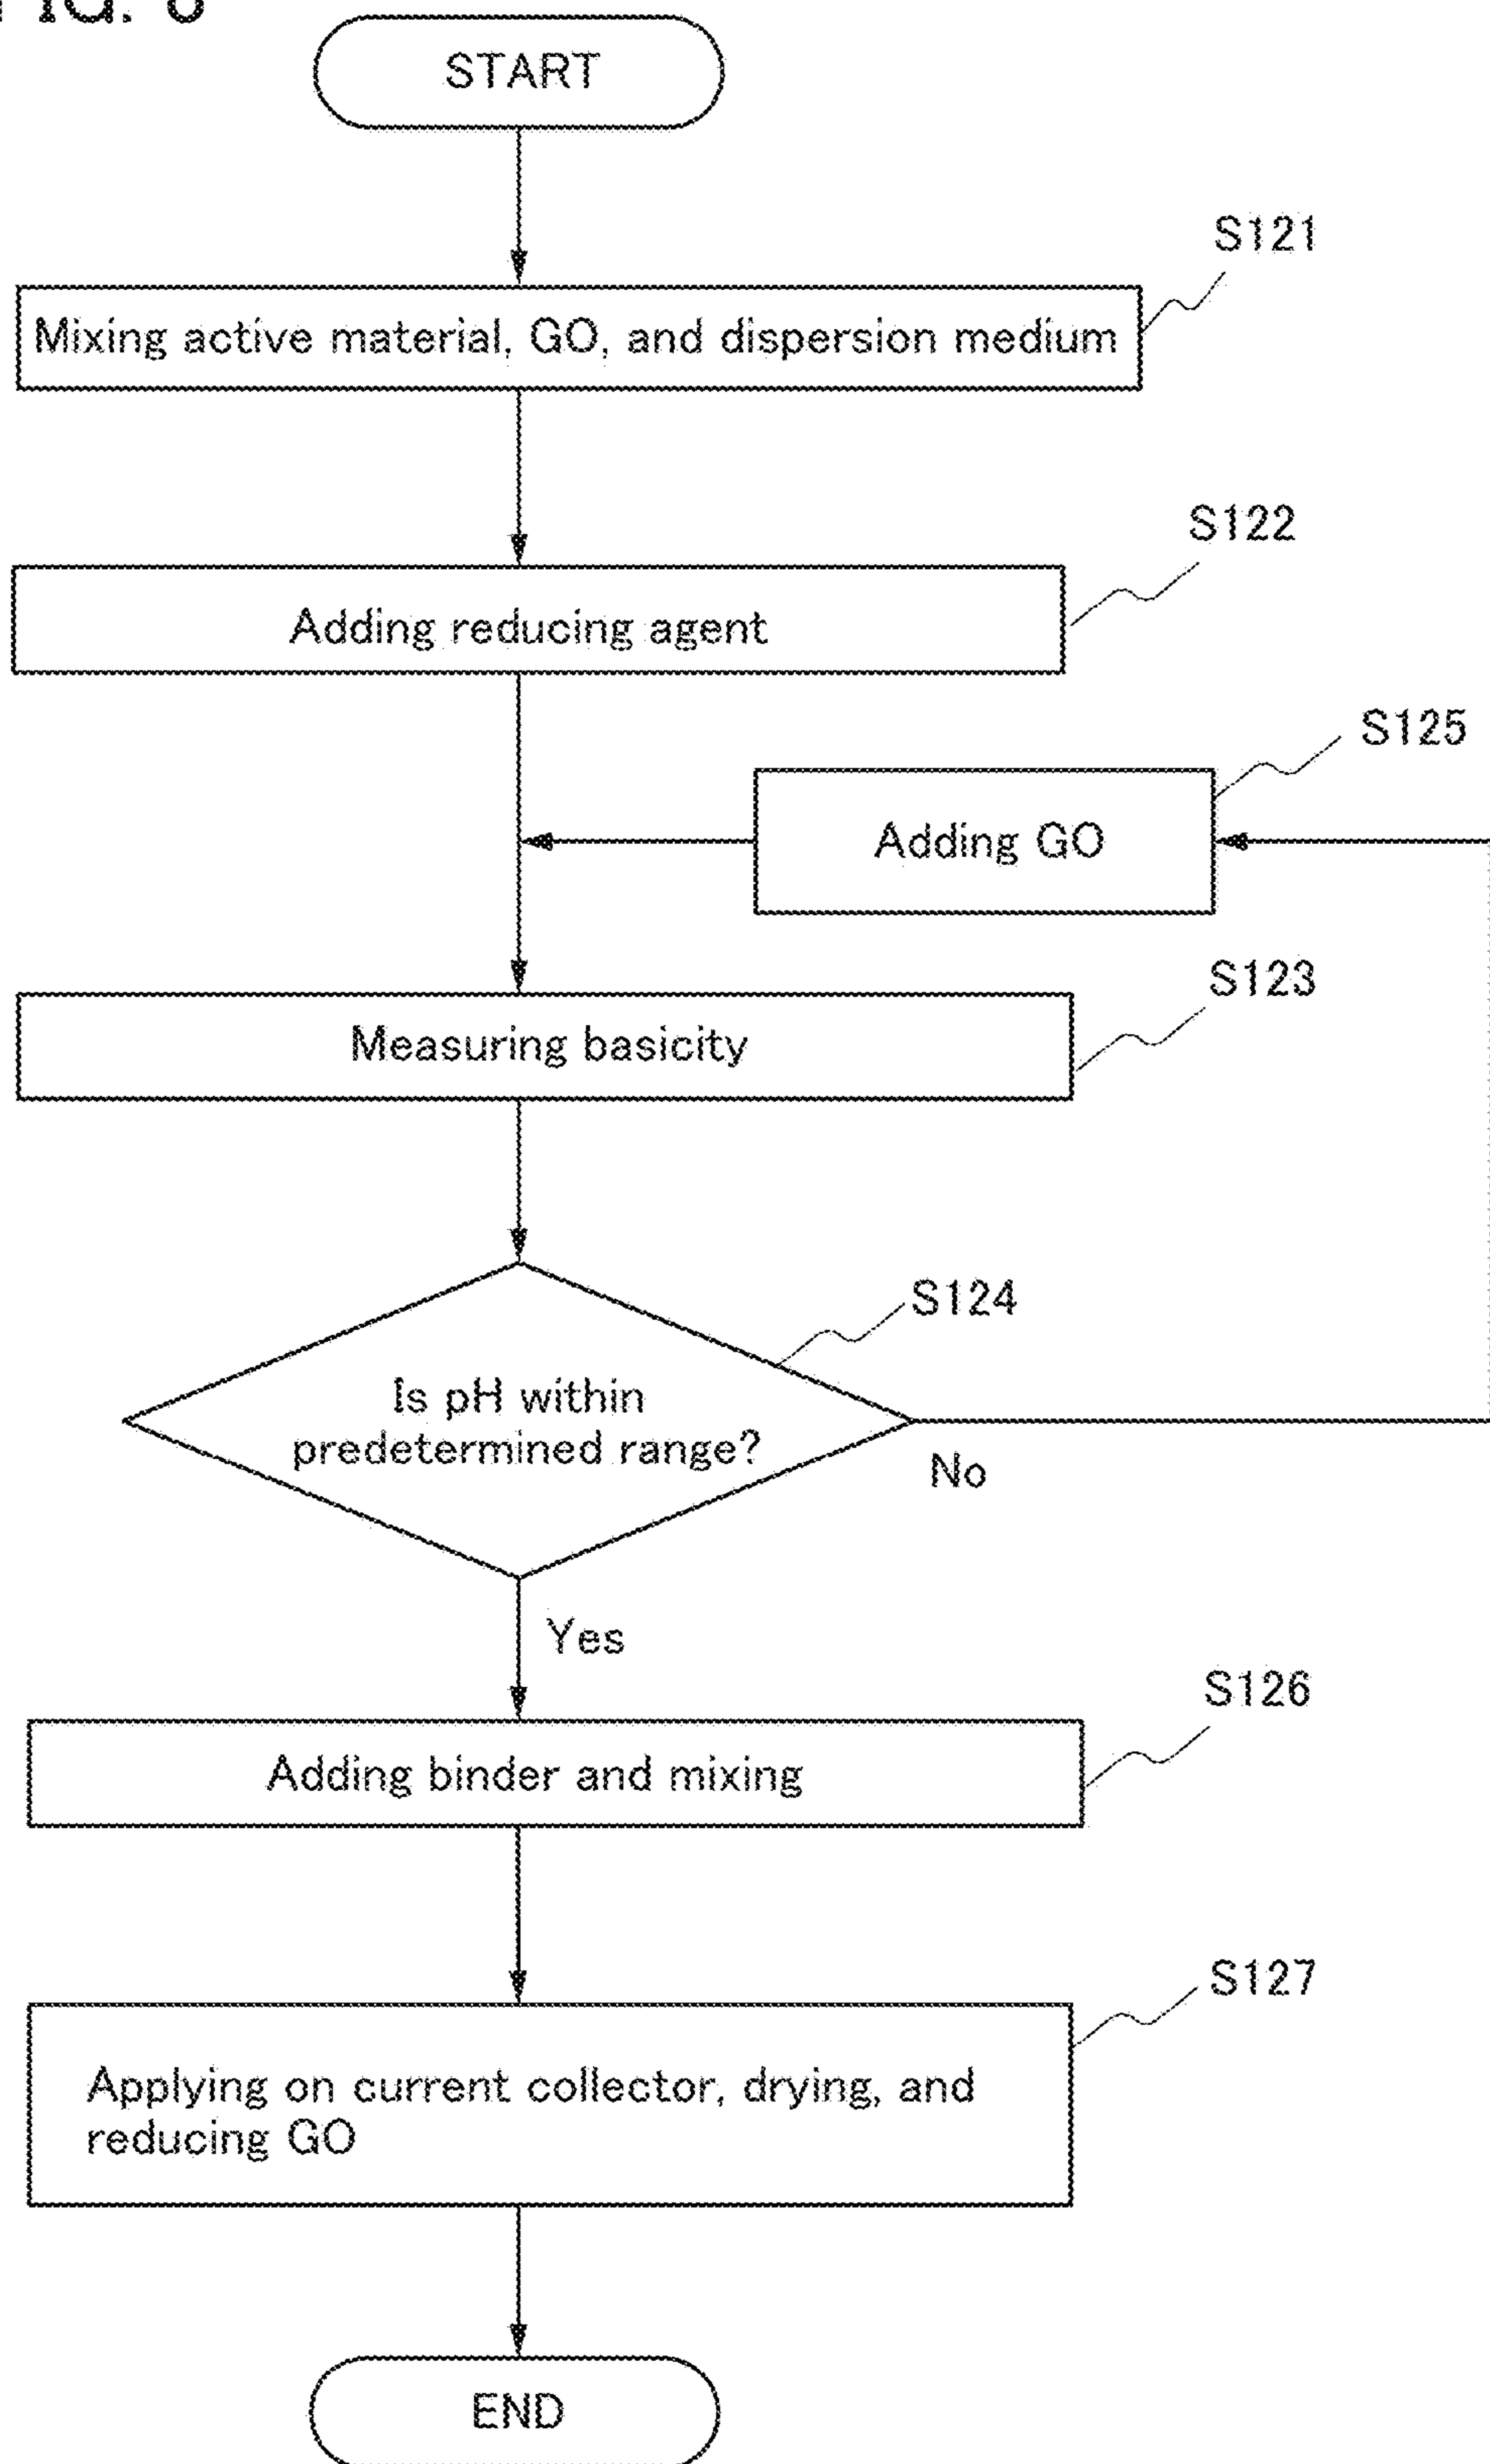 START
S121
Mixing active material, GO, and dispersion medium
S122
Adding reducing agent
S125
Adding GO
S123
Measuring basicity
S124
Is pH within
predetermined range?
No
Yes
S126
Adding binder and mixing
S127
Applying on current collector, drying, and
reducing GO
END